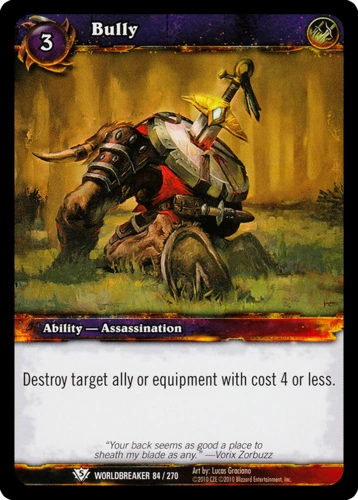 3
Bully
Ability — Assassination
Destroy target ally or equipment with cost 4 or less.
"Your back seems as good a place to
sheath my blade as any." —Vorix Zorbuzz
S
WORLDBREAKER 84 / 270
Art by: Lucas Graciano
©2010 CZE ©2010 Blizzard Entertainment, Inc.